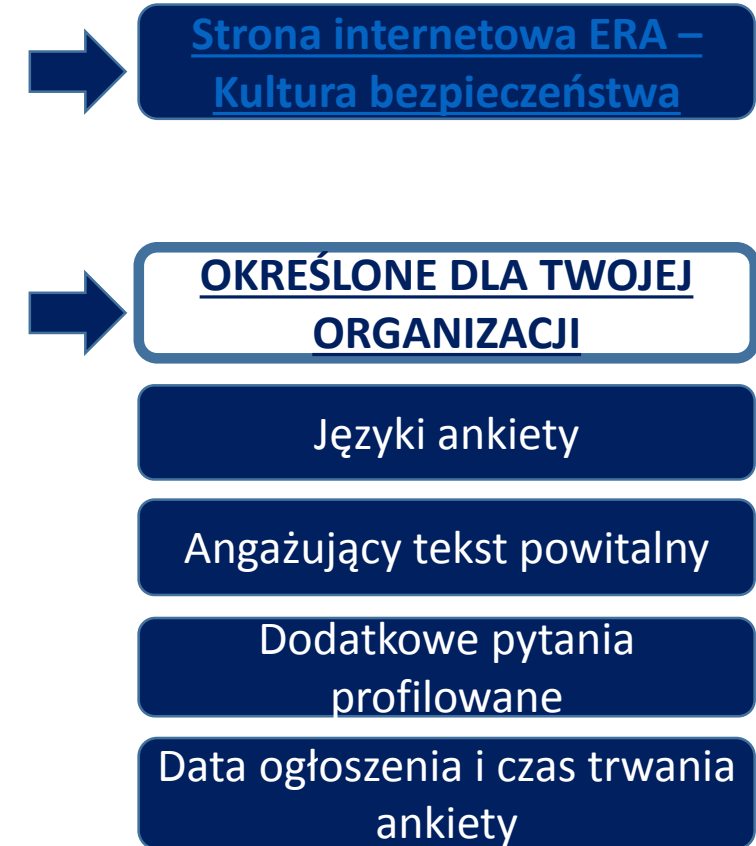 Strona internetowa ERA –
Kultura bezpieczeństwa
OKREŚLONE DLA TWOJEJ
ORGANIZACJI
Języki ankiety
Angażujący tekst powitalny
Dodatkowe pytania
profilowane
Data ogłoszenia i czas trwania
ankiety